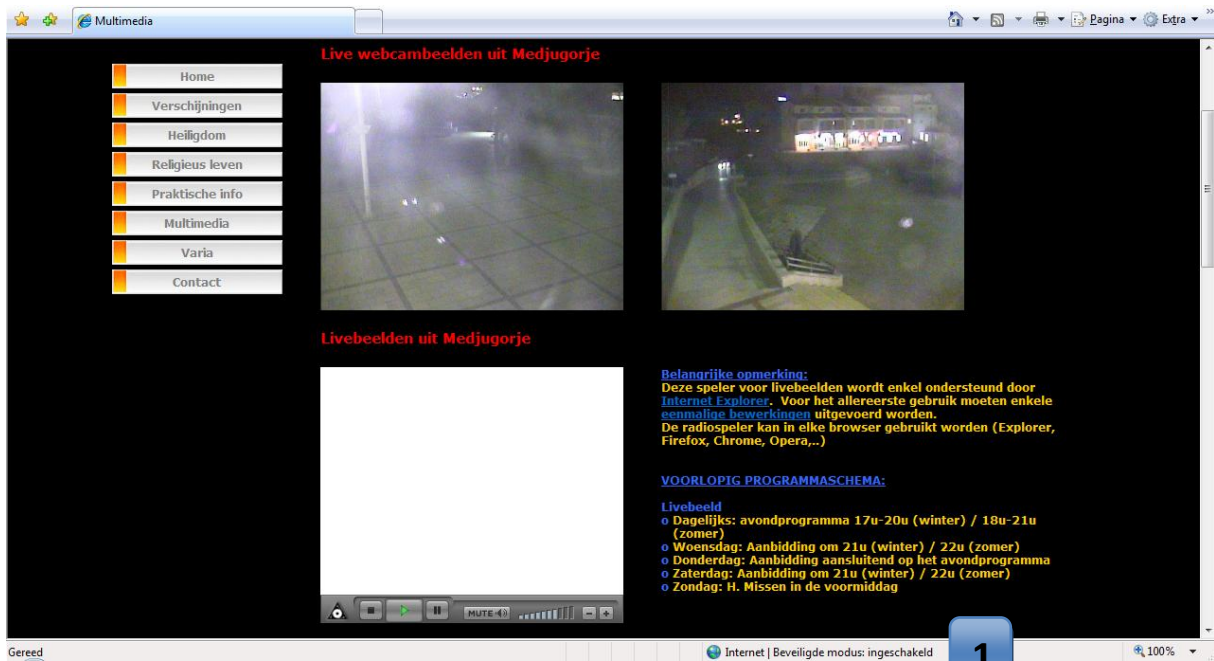 Multimedia
Pagina
Extra
»
Live webcambeelden uit Medjugorje
Home
Verschijningen
Heiligdom
Religieus leven
Praktische info
Multimedia
Varia
Contact
Livebeelden uit Medjugorje
Belangrijke opmerking:
Deze speler voor livebeelden wordt enkel ondersteund door
Internet Explorer. Voor het allereerste gebruik moeten enkele
eenmalige bewerkingen uitgevoerd worden.
De radiospeler kan in elke browser gebruikt worden (Explorer,
Firefox, Chrome, Opera,..)
VOORLOPIG PROGRAMMASCHEMA:
Livebeeld
o Dagelijks: avondprogramma 17u-20u (winter) / 18u-21u
(zomer)
o Woensdag: Aanbidding om 21u (winter) / 22u (zomer)
o Donderdag: Aanbidding aansluitend op het avondprogramma
o Zaterdag: Aanbidding om 21u (winter) / 22u (zomer)
o Zondag: H. Missen in de voormiddag
MUTE
Gereed
Internet | Beveiligde modus: ingeschakeld
1
100%